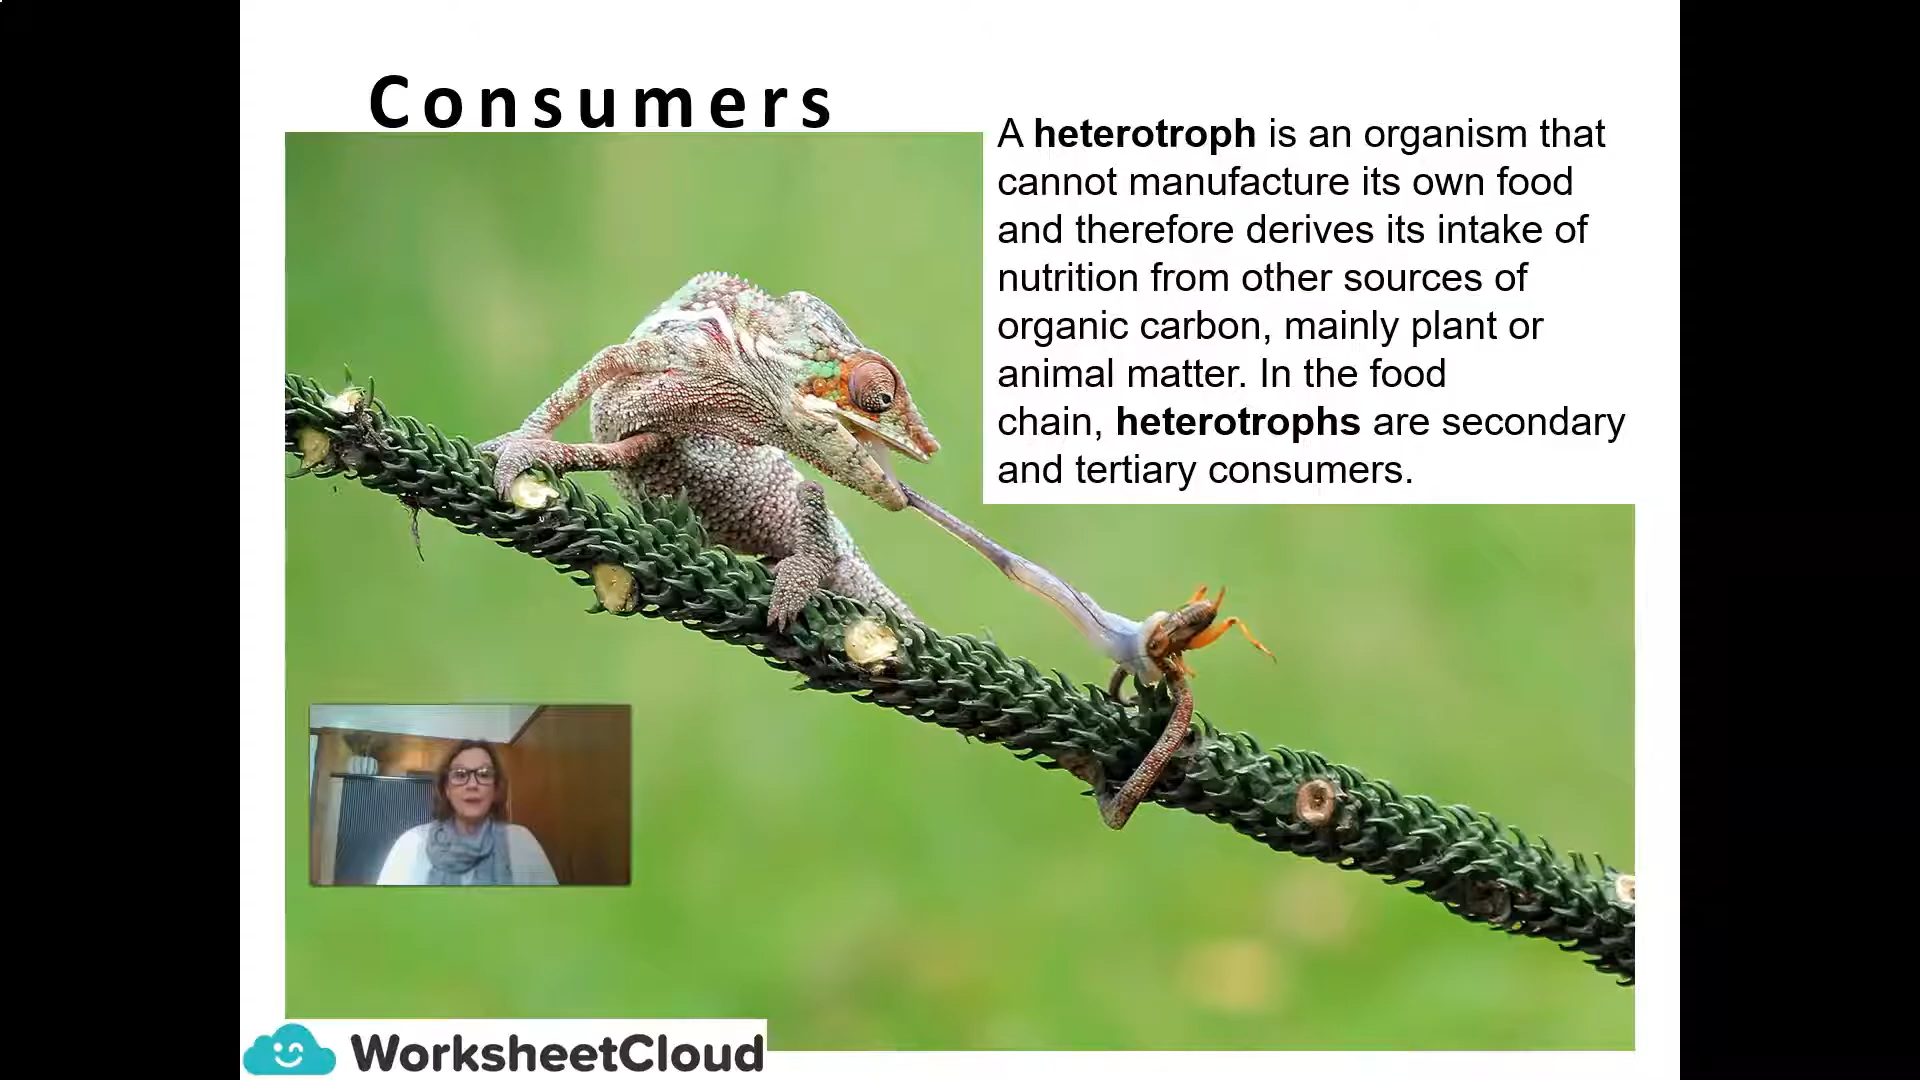 Consumers
A heterotroph is an organism that
cannot manufacture its own food
and therefore derives its intake of
nutrition from other sources of
organic carbon, mainly plant or
animal matter. In the food
chain, heterotrophs are secondary
and tertiary consumers.
WorksheetCloud